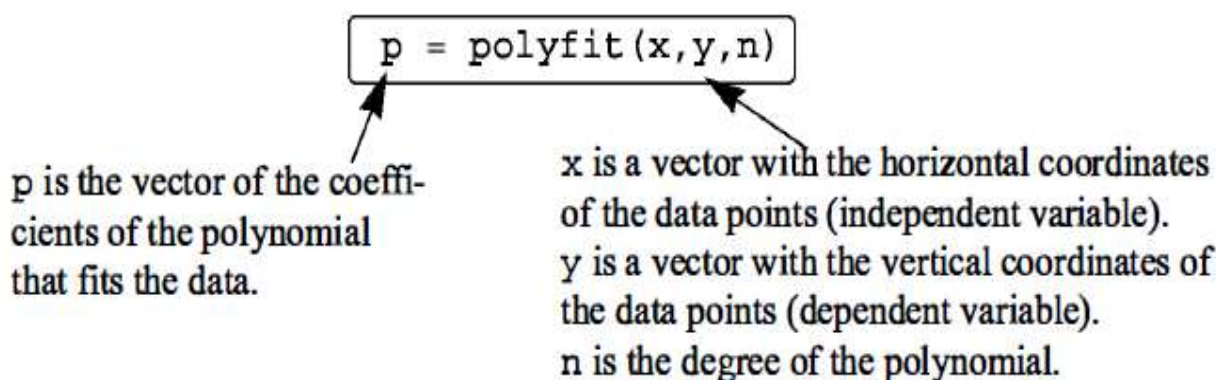 p = polyfit(x,y,n)
p is the vector of the coeffi-
cients of the polynomial
that fits the data.
x is a vector with the horizontal coordinates
of the data points (independent variable).
y is a vector with the vertical coordinates of
the data points (dependent variable).
n is the degree of the polynomial.